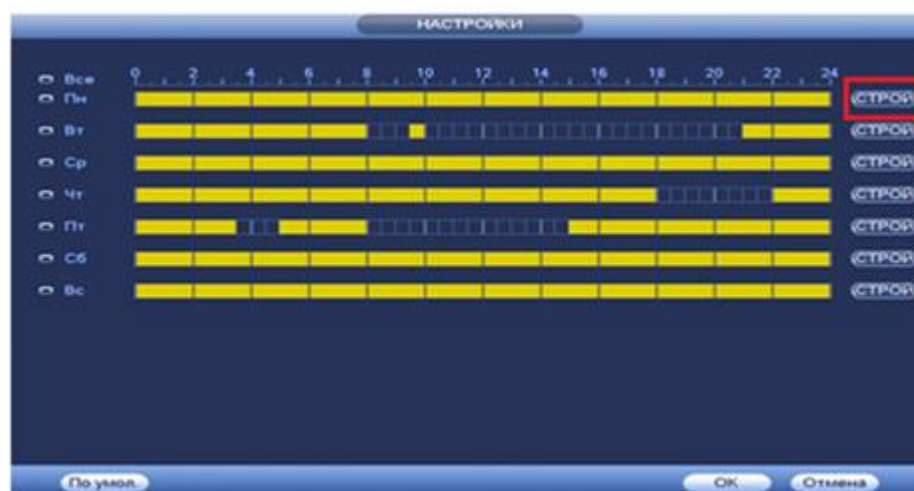 НАСТРОЙКИ
0 2 4 6 8 10 12 14 16 18 20 22 24
Все
Пн СТРОЙ
Вт СТРОЙ
Ср СТРОЙ
Чт СТРОЙ
Пт СТРОЙ
Сб СТРОЙ
Вс СТРОЙ
По умол. ОК Отмена